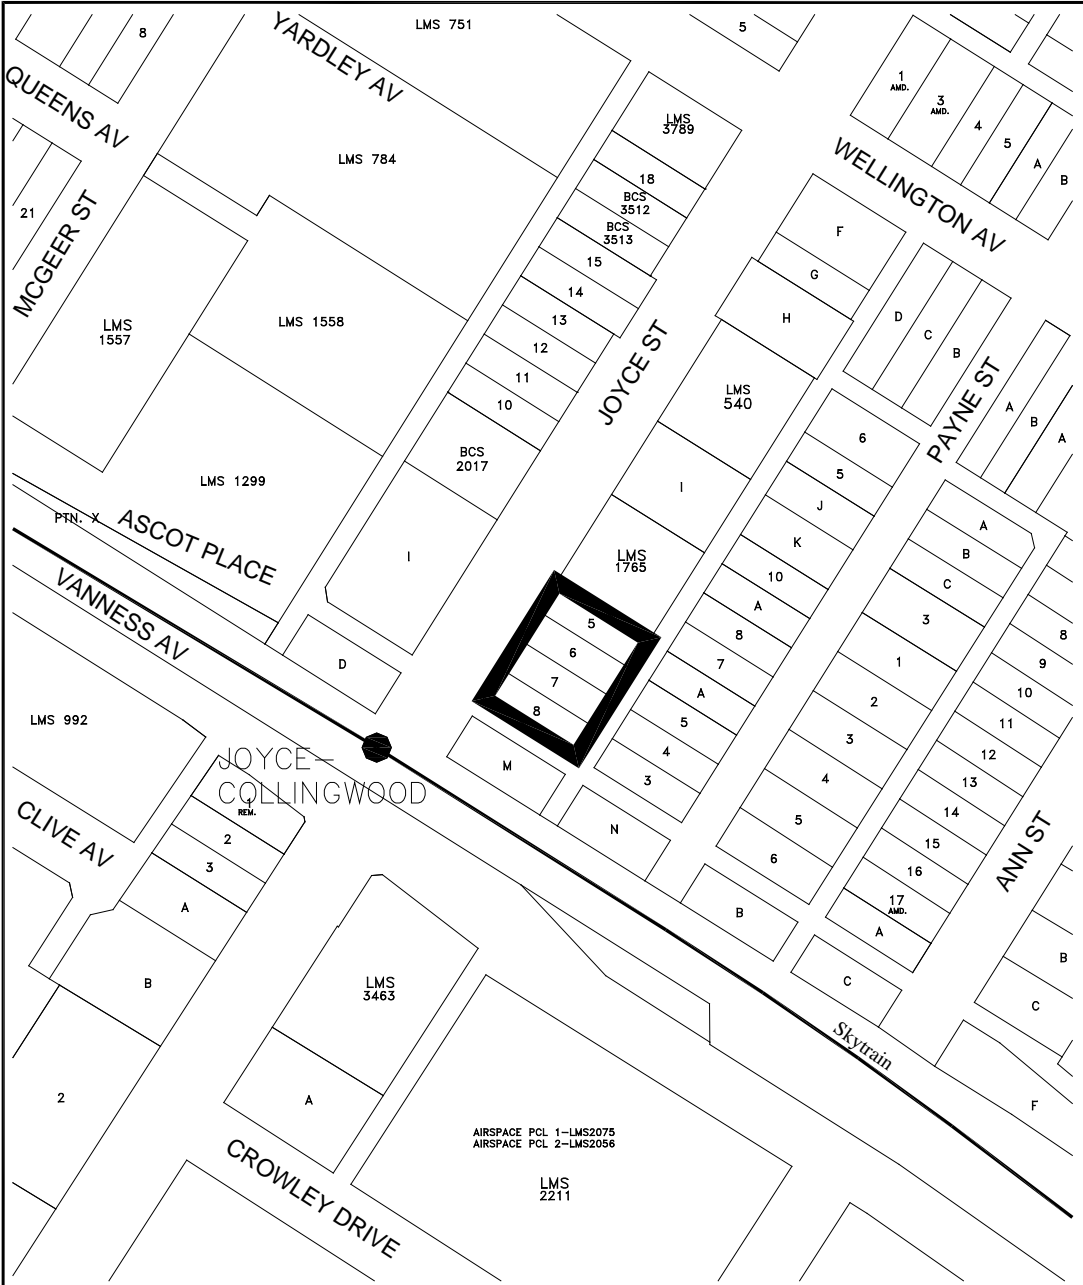 LMS 751
5
8
YARDLEY AV
QUEENS AV
1
AMD.
3
AMD.
4
5
A
B
LMS
3789
LMS 784
WELLINGTON AV
18
BCS
3512
BCS
3513
21
MCGEER ST
F
G
H
15
14
13
12
11
10
LMS
1557
LMS 1558
D
C
B
JOYCE ST
PAYNE ST
LMS
540
A
B
A
BCS
2017
6
5
J
K
10
A
8
7
A
5
4
3
LMS 1299
I
I
PTN. X
ASCOT PLACE
LMS
1765
A
B
C
3
1
2
3
4
5
6
VANNESS AV
5
6
7
8
D
8
9
10
11
12
13
14
15
16
17
AMD.
A
LMS 992
JOYCE-
COLLINGWOOD
M
N
1
REM.
2
3
A
B
CLIVE AV
ANN ST
B
C
B
C
LMS
3463
Skytrain
2
A
F
AIRSPACE PCL 1-LMS2075
AIRSPACE PCL 2-LMS2056
LMS
2211
CROWLEY DRIVE